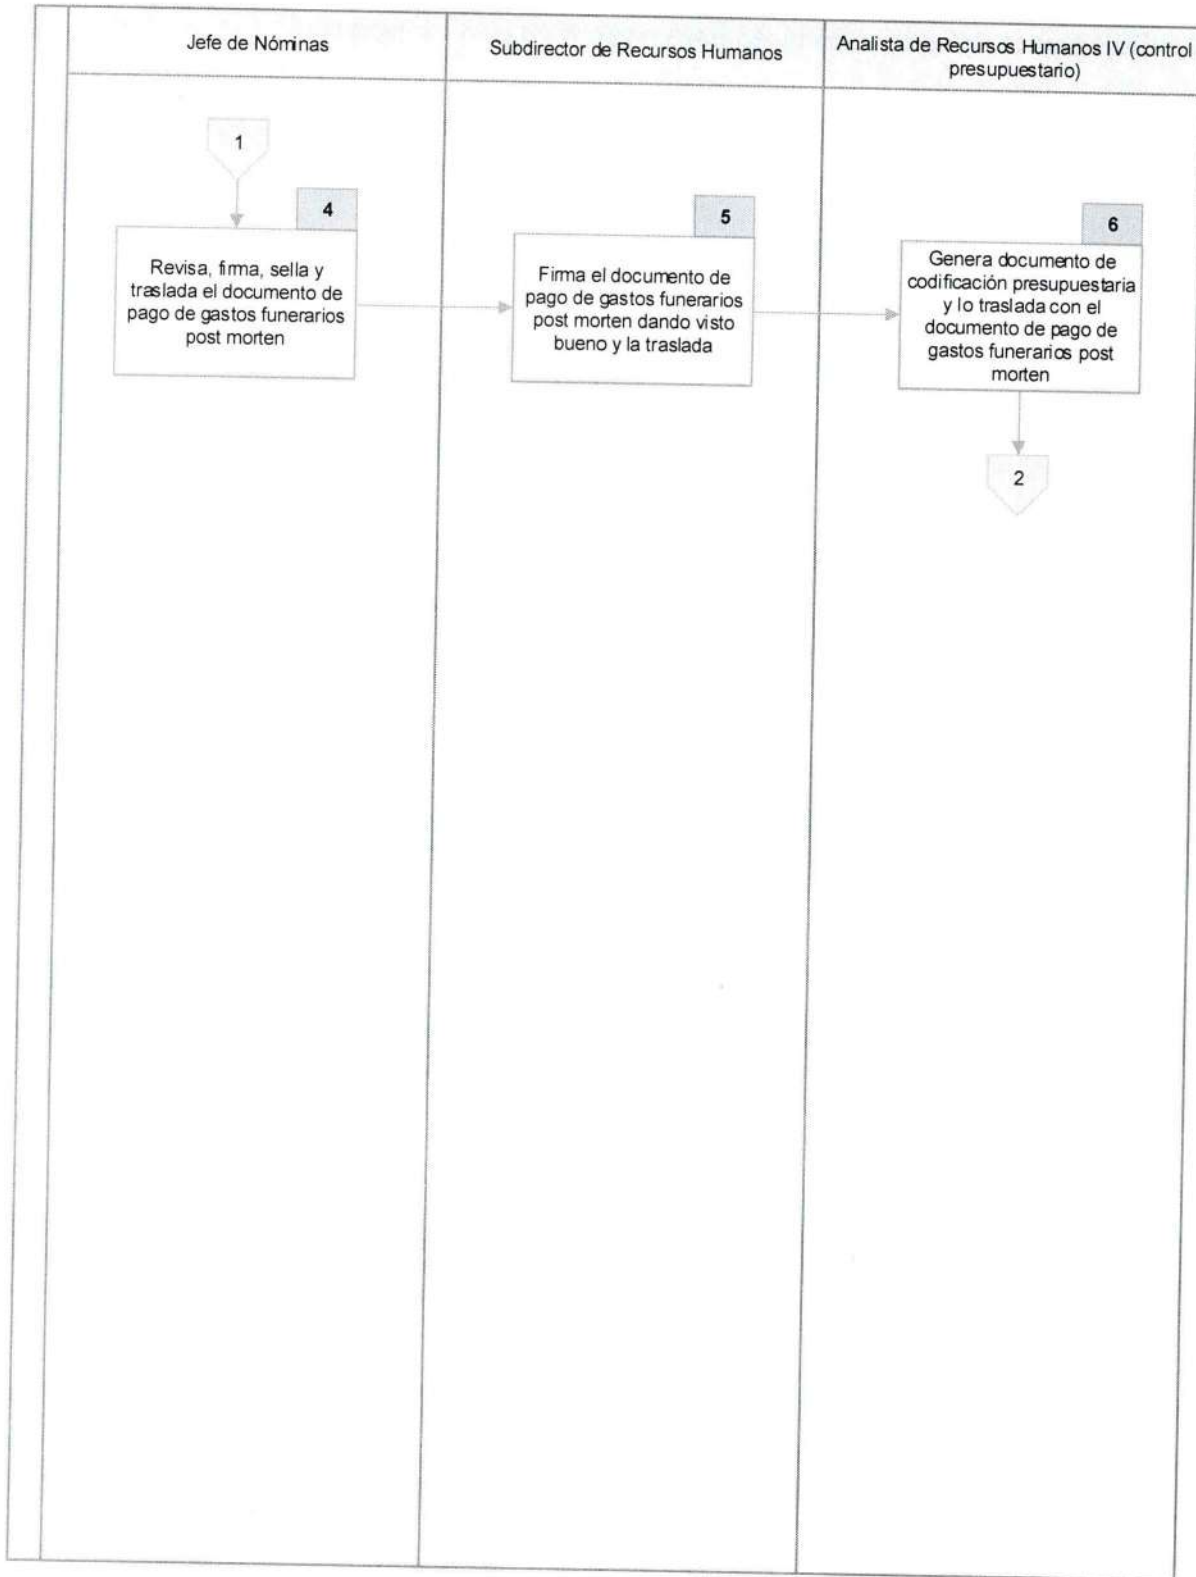 Jefe de Nóminas
Subdirector de Recursos Humanos
Analista de Recursos Humanos IV (control
presupuestario)
1
4
Revisa, firma, sella y
traslada el documento de
pago de gastos funerarios
post morten
5
Firma el documento de
pago de gastos funerarios
post morten dando visto
bueno y la traslada
6
Genera documento de
codificación presupuestaria
y lo traslada con el
documento de pago de
gastos funerarios post
morten
2